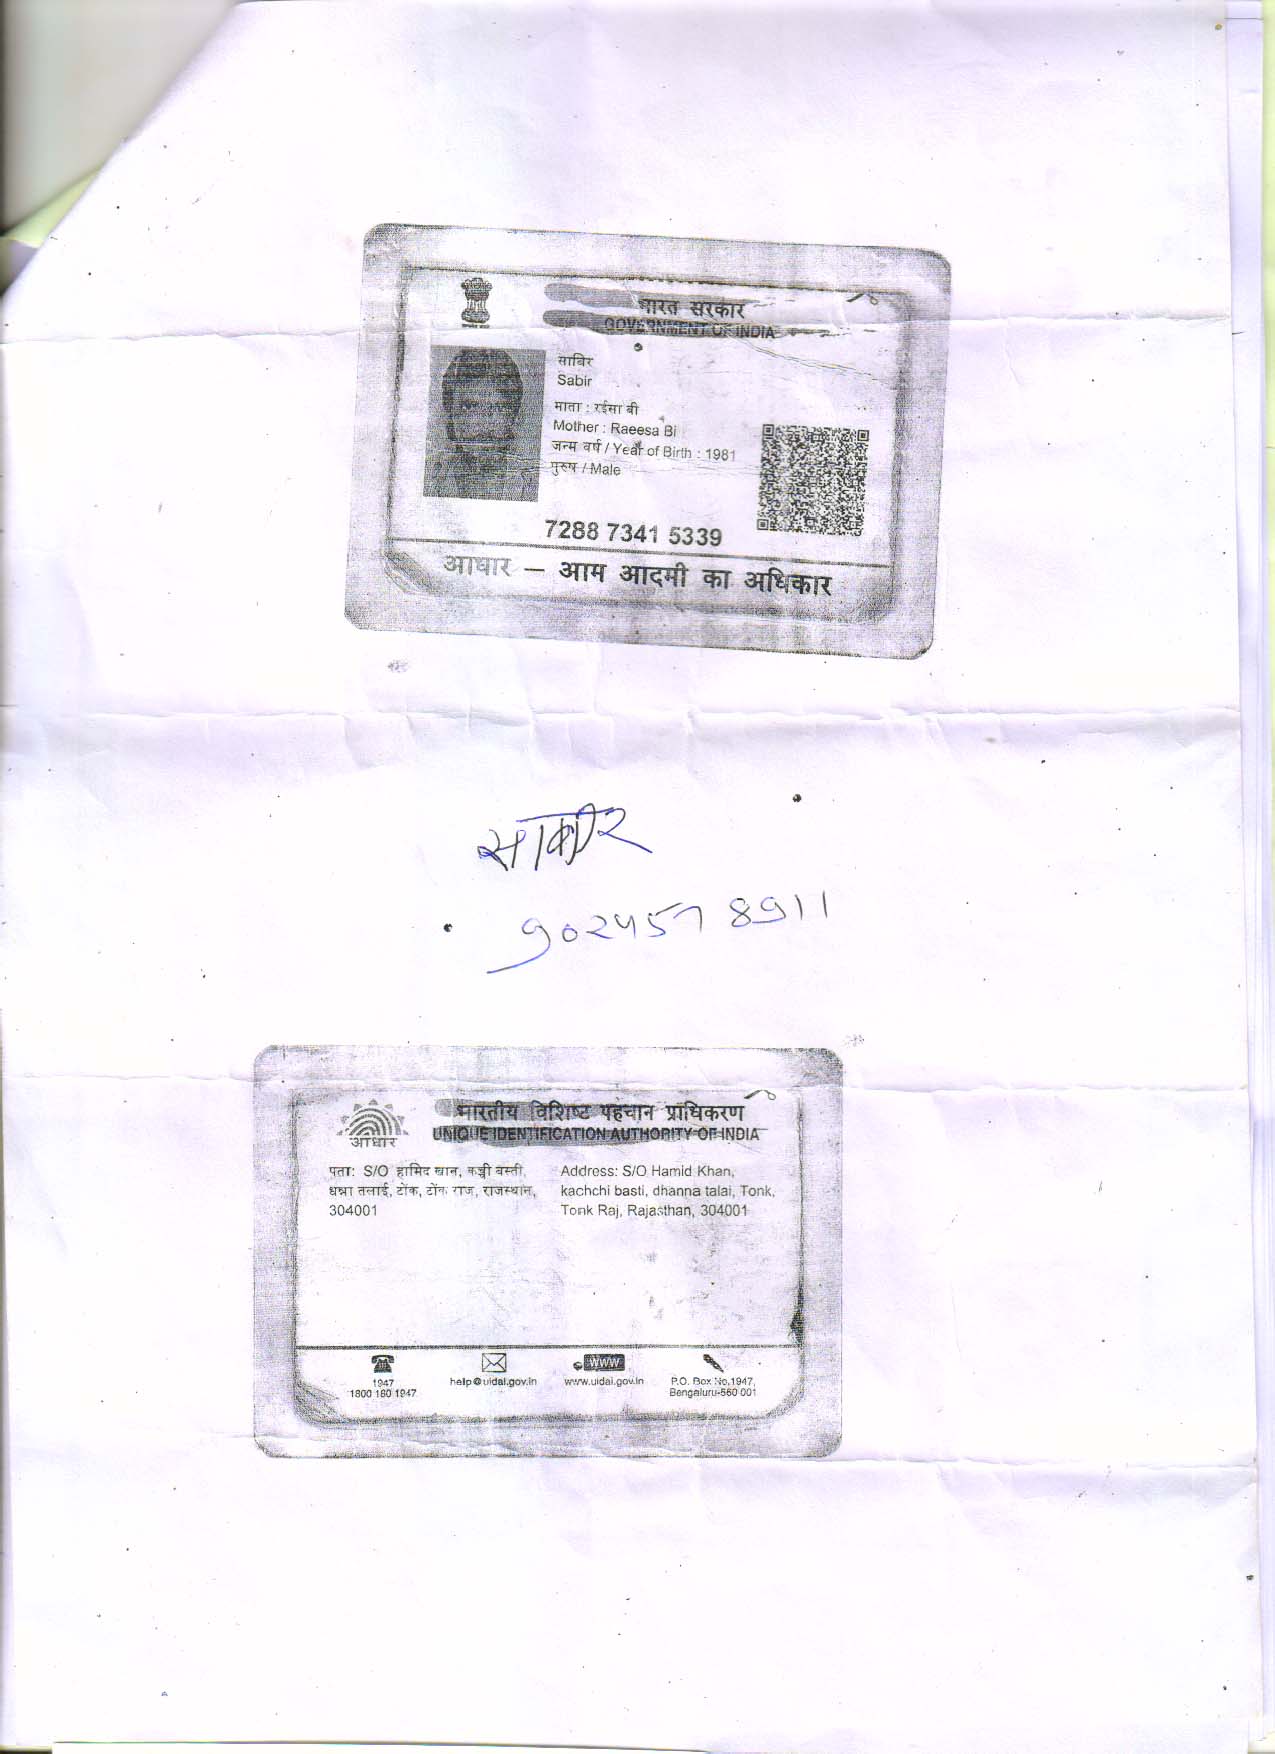 भारत सरकार
GOVERNMENT OF INDIA
साबिर
Sabir
माता : रईसा बी
Mother : Raeesa Bi
जन्म वर्ष / Year of Birth : 1981
पुरुष / Male
7288 7341 5339
आधार – आम आदमी का अधिकार
9024578911
भारतीय विशिष्ट पहचान प्राधिकरण
UNIQUE IDENTIFICATION AUTHORITY OF INDIA
आधार
पता: S/O हामिद खान, कच्ची बस्ती,
धन्ना तलाई, टोंक, टोंक राज, राजस्थान,
304001
Address: S/O Hamid Khan,
kachchi basti, dhanna talai, Tonk,
Tonk Raj, Rajasthan, 304001
1947
1800 180 1947
help@uidai.gov.in
www
www.uidai.gov.in
P.O. Box No.1947,
Bengaluru-560 001